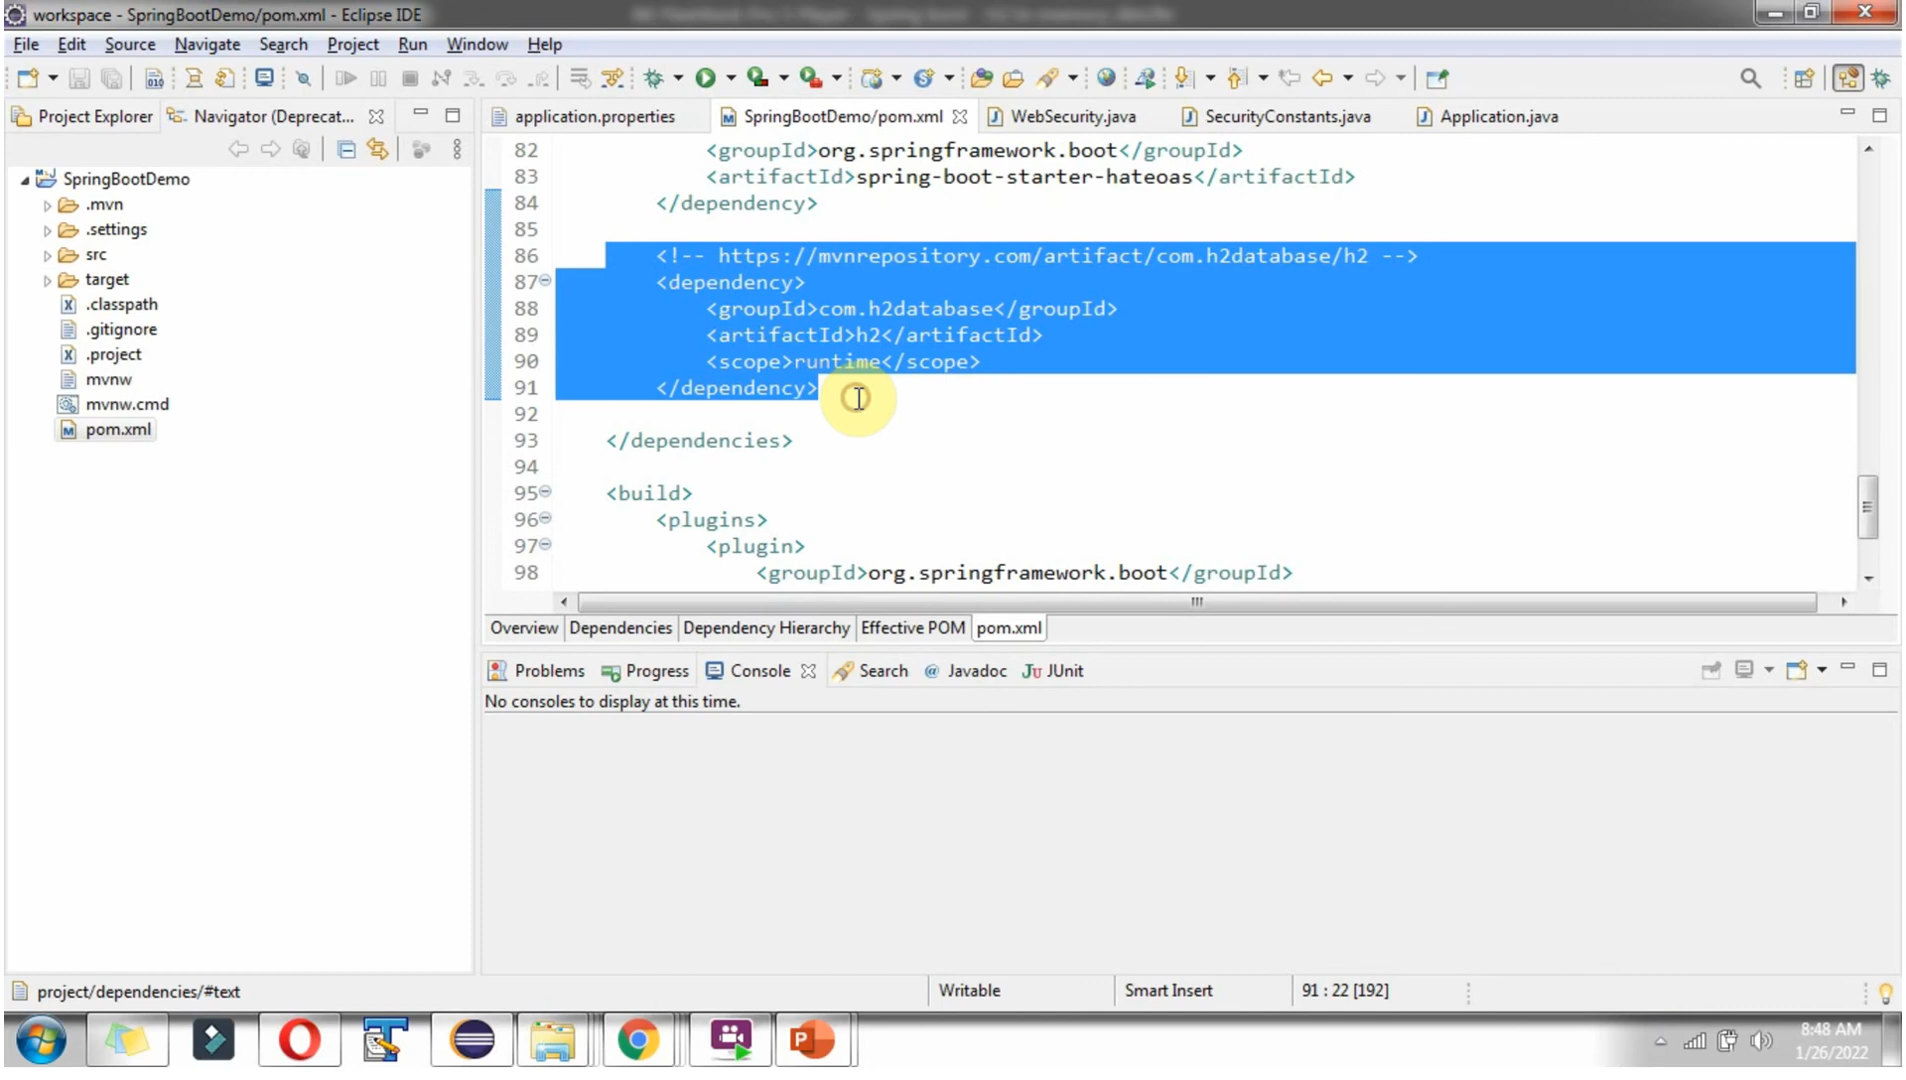 workspace - SpringBootDemo/pom.xml - Eclipse IDE
File Edit Source Navigate Search Project Run Window Help
Project Explorer Navigator (Deprecat...
application.properties SpringBootDemo/pom.xml WebSecurity.java SecurityConstants.java Application.java
SpringBootDemo
.mvn
.settings
src
target
.classpath
.gitignore
.project
mvnw
mvnw.cmd
pom.xml
82 <groupId>org.springframework.boot</groupId>
83 <artifactId>spring-boot-starter-hateoas</artifactId>
84 </dependency>
85
86 <!-- https://mvnrepository.com/artifact/com.h2database/h2 -->
87 <dependency>
88 <groupId>com.h2database</groupId>
89 <artifactId>h2</artifactId>
90 <scope>runtime</scope>
91 </dependency>
92
93 </dependencies>
94
95 <build>
96 <plugins>
97 <plugin>
98 <groupId>org.springframework.boot</groupId>
Overview Dependencies Dependency Hierarchy Effective POM pom.xml
Problems Progress Console Search @ Javadoc JU JUnit
No consoles to display at this time.
project/dependencies/#text Writable Smart Insert 91 : 22 [192]
8:48 AM
1/26/2022